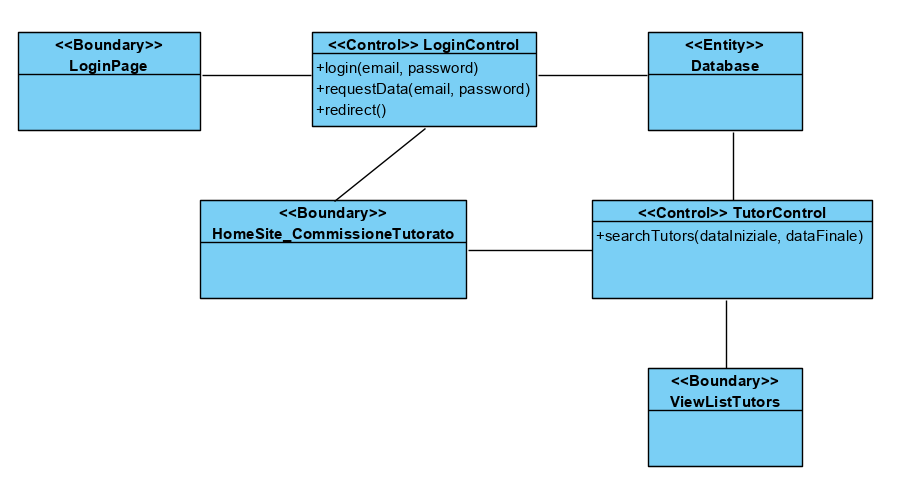 <<Boundary>>
LoginPage
<<Control>> LoginControl
+login(email, password)
+requestData(email, password)
+redirect()
<<Entity>>
Database
<<Boundary>>
HomeSite_CommissioneTutorato
<<Control>> TutorControl
+searchTutors(dataIniziale, dataFinale)
<<Boundary>>
ViewListTutors